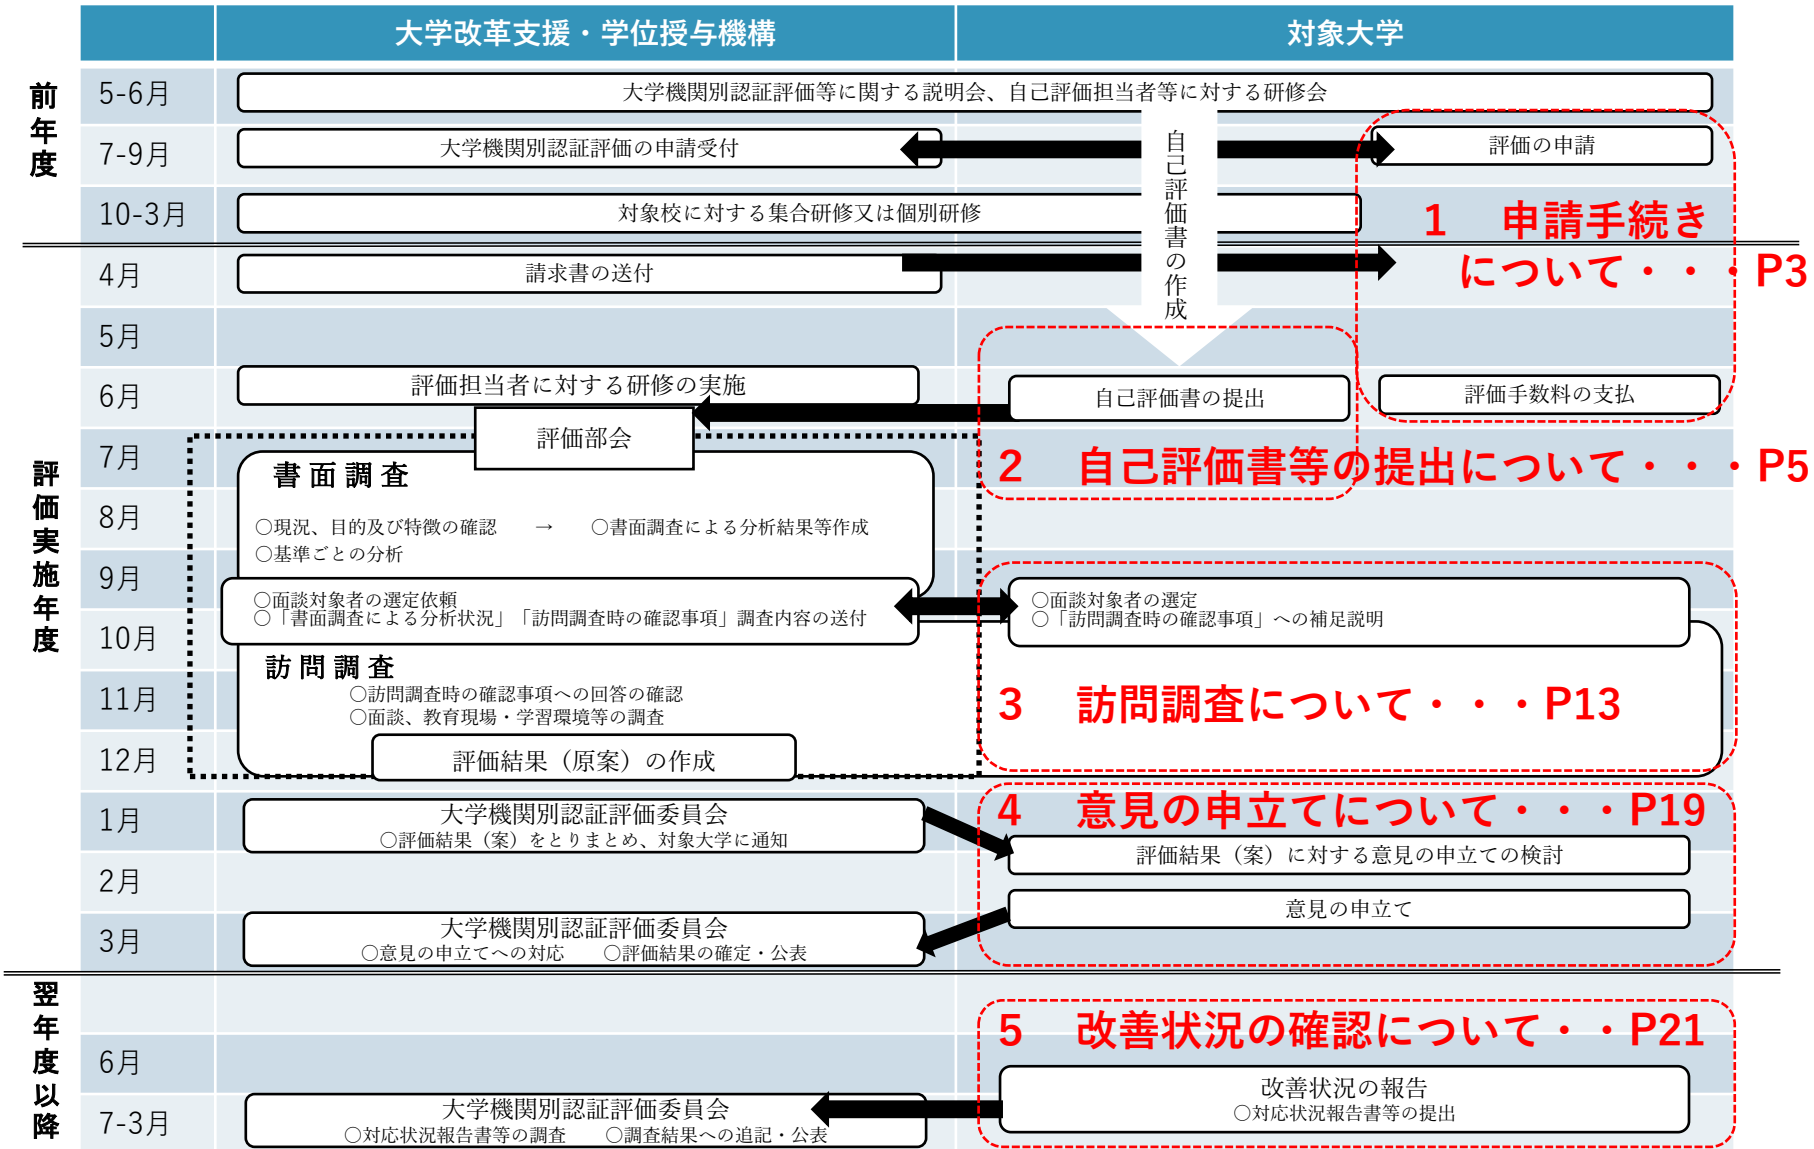 大学改革支援・学位授与機構
対象大学
前年度
5-6月
大学機関別認証評価等に関する説明会、自己評価担当者等に対する研修会
7-9月
大学機関別認証評価の申請受付
自己評価書の作成
評価の申請
10-3月
対象校に対する集合研修又は個別研修
1 申請手続き
について・・・P3
評価実施年度
4月
請求書の送付
5月
6月
評価担当者に対する研修の実施
自己評価書の提出
評価手数料の支払
評価部会
7月
書面調査
2 自己評価書等の提出について・・・P5
8月
○現況、目的及び特徴の確認 → ○書面調査による分析結果等作成
○基準ごとの分析
9月
○面談対象者の選定依頼
○「書面調査による分析状況」「訪問調査時の確認事項」調査内容の送付
○面談対象者の選定
○「訪問調査時の確認事項」への補足説明
10月
訪問調査
11月
○訪問調査時の確認事項への回答の確認
○面談、教育現場・学習環境等の調査
3 訪問調査について・・・P13
12月
評価結果（原案）の作成
1月
大学機関別認証評価委員会
○評価結果（案）をとりまとめ、対象大学に通知
4 意見の申立てについて・・・P19
評価結果（案）に対する意見の申立ての検討
2月
意見の申立て
3月
大学機関別認証評価委員会
○意見の申立てへの対応 ○評価結果の確定・公表
翌年度以降
5 改善状況の確認について・・P21
6月
改善状況の報告
○対応状況報告書等の提出
7-3月
大学機関別認証評価委員会
○対応状況報告書等の調査 ○調査結果への追記・公表